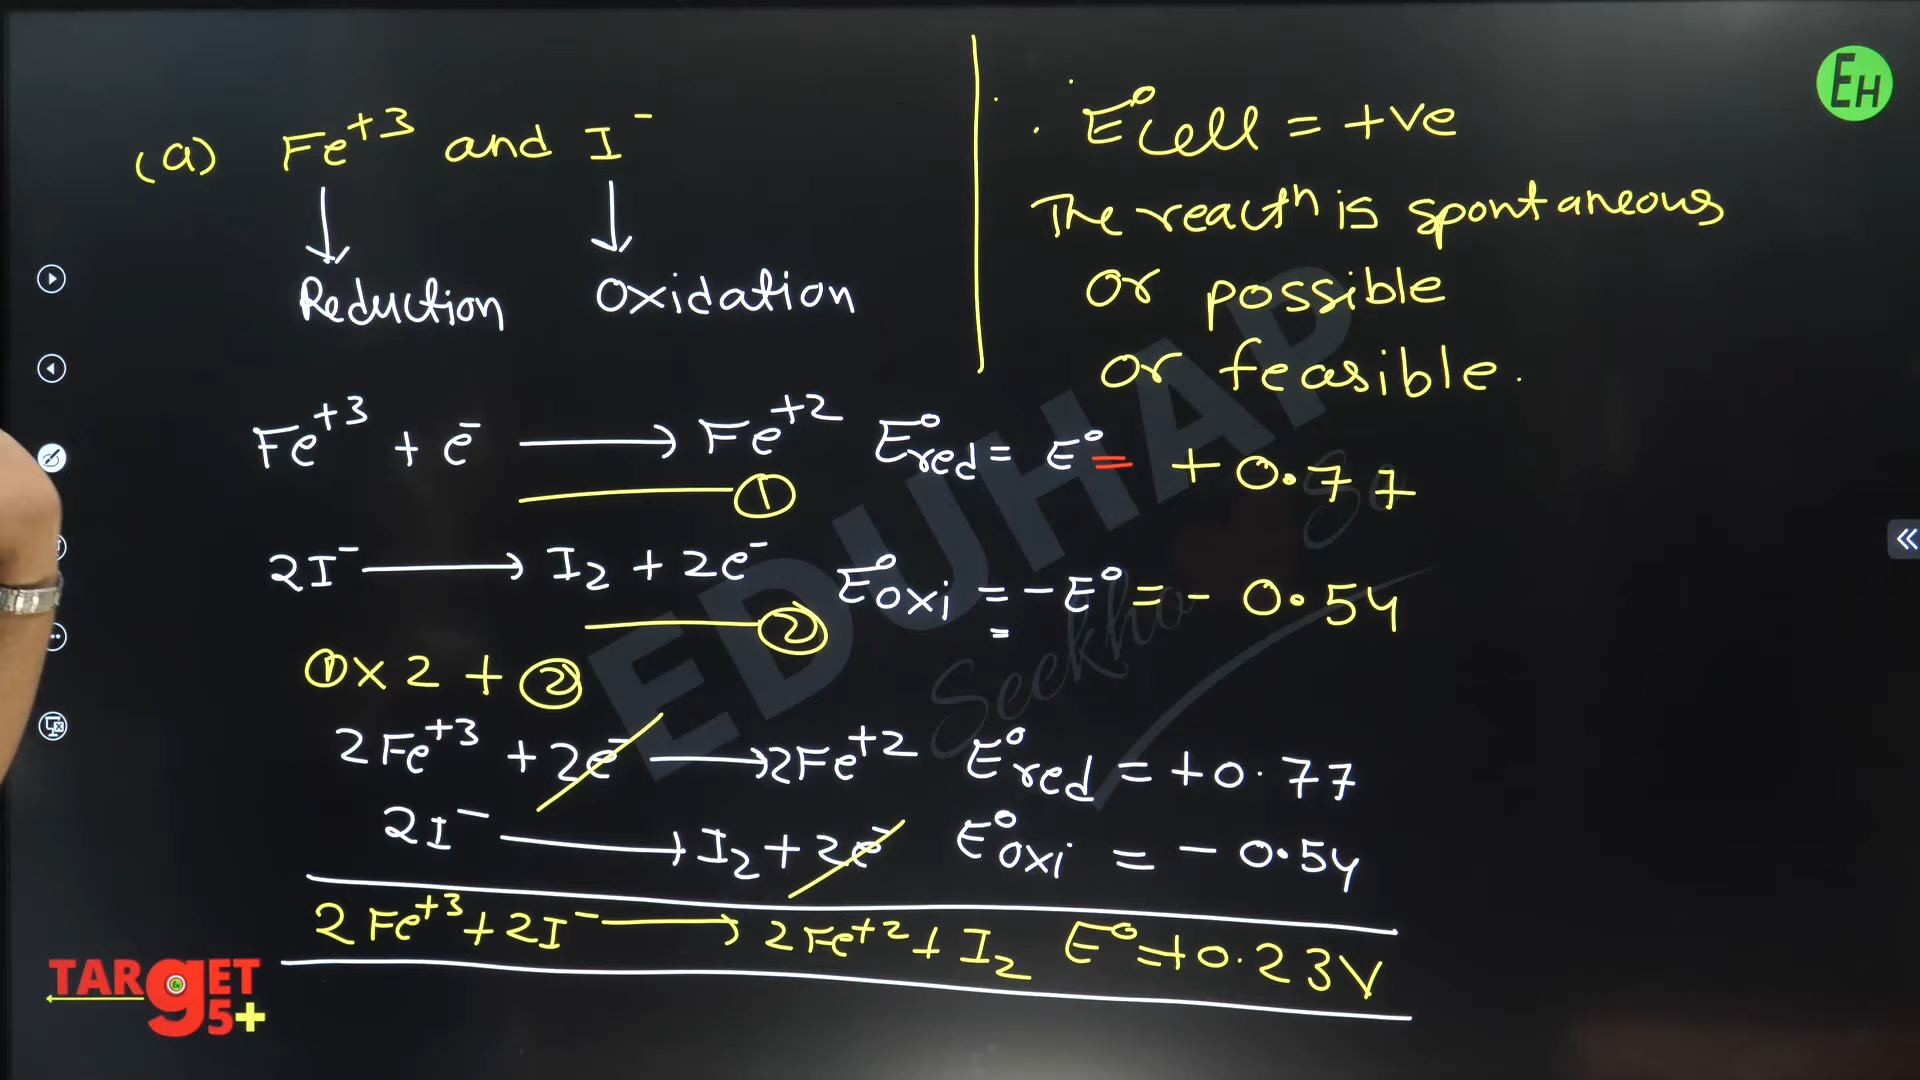 (a) Fe⁺³ and I⁻
Reduction
Oxidation
E°cell = +ve
The reactⁿ is spontaneous
or possible
or feasible.
Fe⁺³ + e⁻ → Fe⁺² E°red = E° = +0.77
①
2I⁻ → I₂ + 2e⁻ E°oxi = -E° = -0.54
②
① × 2 + ②
2Fe⁺³ + 2e⁻ → 2Fe⁺² E°red = +0.77
2I⁻ → I₂ + 2e⁻ E°oxi = -0.54
2Fe⁺³ + 2I⁻ → 2Fe⁺² + I₂ E° = +0.23V
EDUHAP
Seekho Se
EH
TARGET
95+